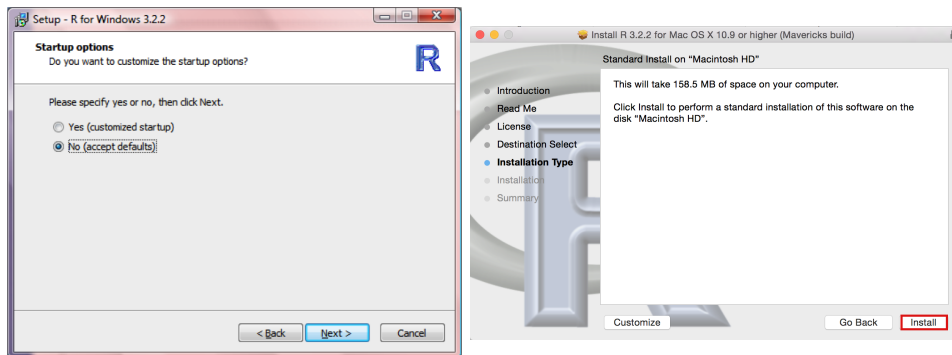 Setup - R for Windows 3.2.2
Startup options
Do you want to customize the startup options?
R
Please specify yes or no, then click Next.
Yes (customized startup)
No (accept defaults)
< Back
Next >
Cancel
Install R 3.2.2 for Mac OS X 10.9 or higher (Mavericks build)
Standard Install on "Macintosh HD"
Introduction
Read Me
License
Destination Select
Installation Type
Installation
Summary
This will take 158.5 MB of space on your computer.
Click Install to perform a standard installation of this software on the
disk "Macintosh HD".
R
Customize
Go Back
Install